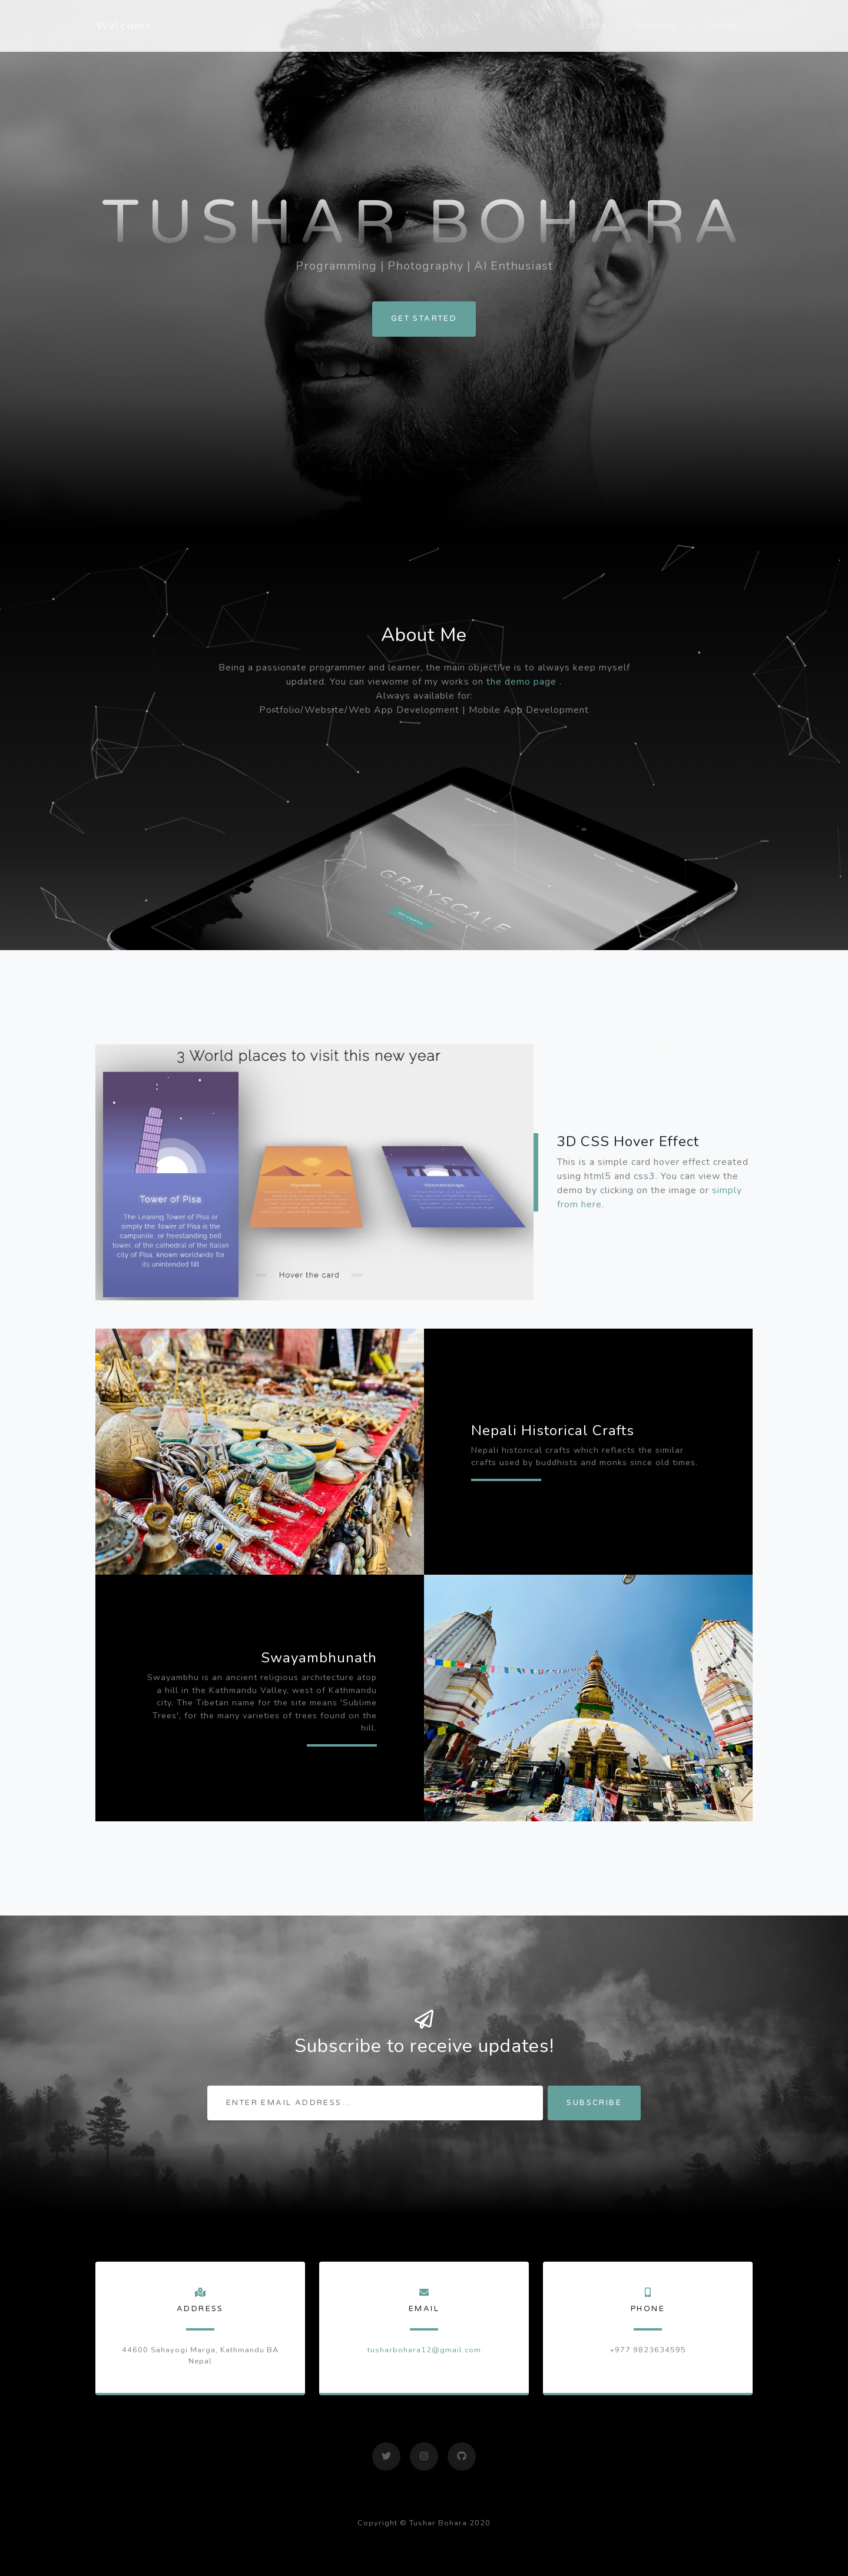 Welcome
TUSHAR BOHARA
Programming | Photography | AI Enthusiast
GET STARTED
About Me
Being a passionate programmer and learner, the main objective is to always keep myself
updated. You can viewome of my works on the demo page .
Always available for:
Portfolio/Website/Web App Development | Mobile App Development
GRAYSCALE
3 World places to visit this new year
Tower of Pisa
The Leaning Tower of Pisa or
simply the Tower of Pisa is the
campanile, or freestanding bell
tower, of the cathedral of the Italian
city of Pisa, known worldwide for
its unintended tilt
>>> Hover the card >>>
3D CSS Hover Effect
This is a simple card hover effect created
using html5 and css3. You can view the
demo by clicking on the image or simply
from here.
Nepali Historical Crafts
Nepali historical crafts which reflects the similar
crafts used by buddhists and monks since old times.
Swayambhunath
Swayambhu is an ancient religious architecture atop
a hill in the Kathmandu Valley, west of Kathmandu
city. The Tibetan name for the site means 'Sublime
Trees', for the many varieties of trees found on the
hill.
Subscribe to receive updates!
ENTER EMAIL ADDRESS...
SUBSCRIBE
ADDRESS
44600 Sahayogi Marga, Kathmandu BA
Nepal
EMAIL
tusharbohara12@gmail.com
PHONE
+977 9823634595
Copyright © Tushar Bohara 2020